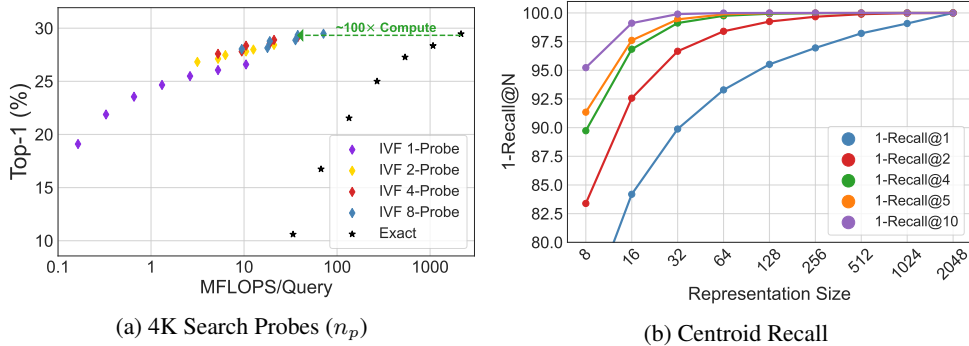 Top-1 (%)
30
25
20
15
10
~100× Compute
IVF 1-Probe
IVF 2-Probe
IVF 4-Probe
IVF 8-Probe
Exact
0.1 1 10 100 1000
MFLOPS/Query
(a) 4K Search Probes (nₚ)
1-Recall@N
100.0
97.5
95.0
92.5
90.0
87.5
85.0
82.5
80.0
1-Recall@1
1-Recall@2
1-Recall@4
1-Recall@5
1-Recall@10
8 16 32 64 128 256 512 1024 2048
Representation Size
(b) Centroid Recall